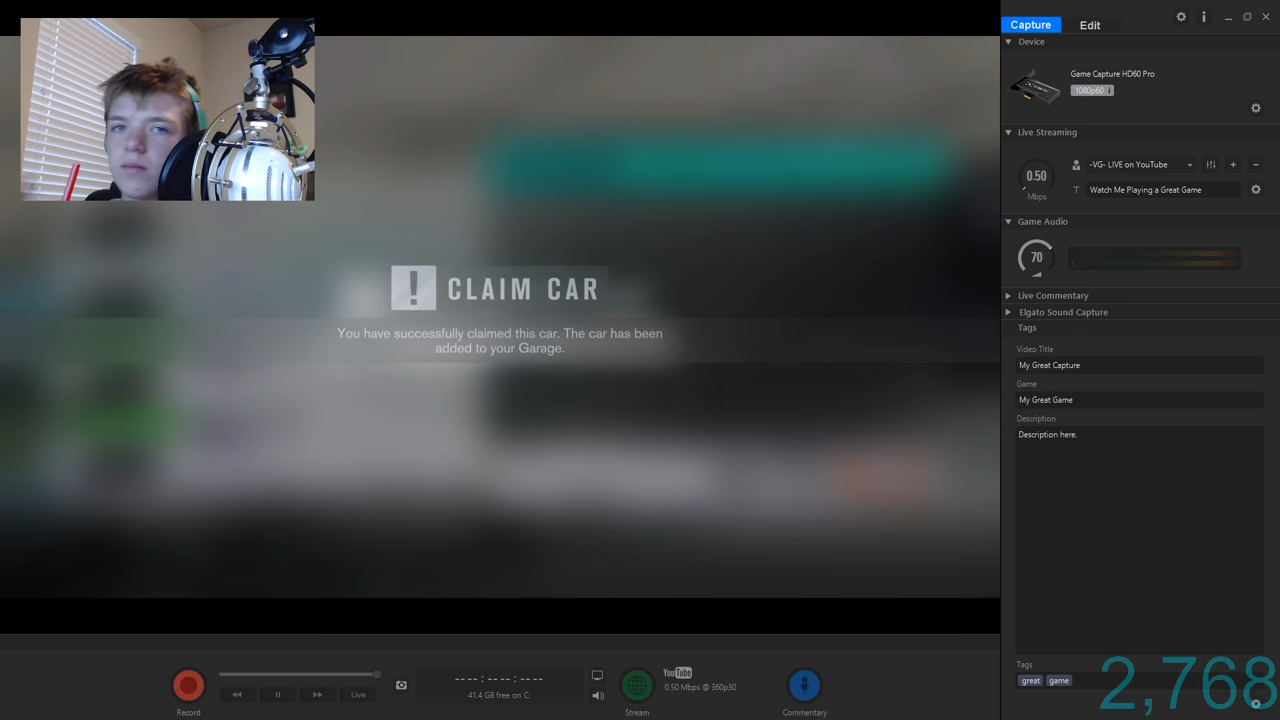 Capture
Edit
Device
Game Capture HD60 Pro
1080p60
Live Streaming
0.50
Mbps
-VG- LIVE on YouTube
T
Watch Me Playing a Great Game
Game Audio
70
Live Commentary
Elgato Sound Capture
Tags
Video Title
My Great Capture
Game
My Great Game
Description
Description here.
Tags
great game
2,768
! CLAIM CAR
You have successfully claimed this car. The car has been
added to your Garage.
Record
Live
-- -- : -- -- : -- --
41.4 GB free on C:
Stream
YouTube
0.50 Mbps @ 360p30
Commentary